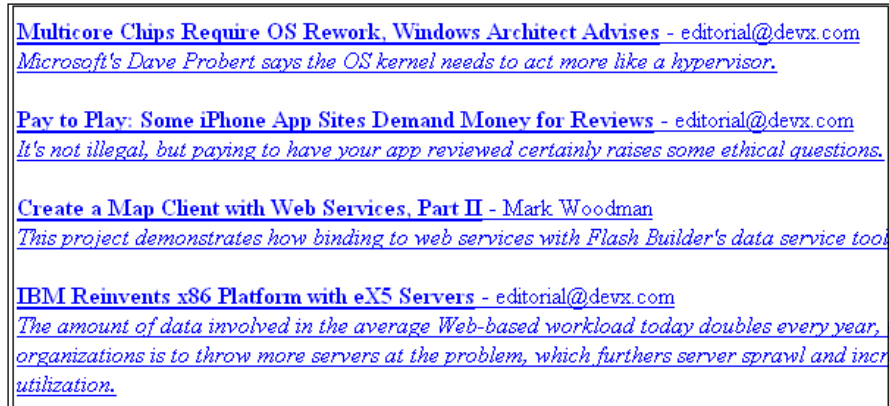 Multicore Chips Require OS Rework, Windows Architect Advises - editorial@devx.com
Microsoft's Dave Probert says the OS kernel needs to act more like a hypervisor.
Pay to Play: Some iPhone App Sites Demand Money for Reviews - editorial@devx.com
It's not illegal, but paying to have your app reviewed certainly raises some ethical questions.
Create a Map Client with Web Services, Part II - Mark Woodman
This project demonstrates how binding to web services with Flash Builder's data service
IBM Reinvents x86 Platform with eX5 Servers - editorial@devx.com
The amount of data involved in the average Web-based workload today doubles every year,
organizations is to throw more servers at the problem, which furthers server sprawl and
utilization.